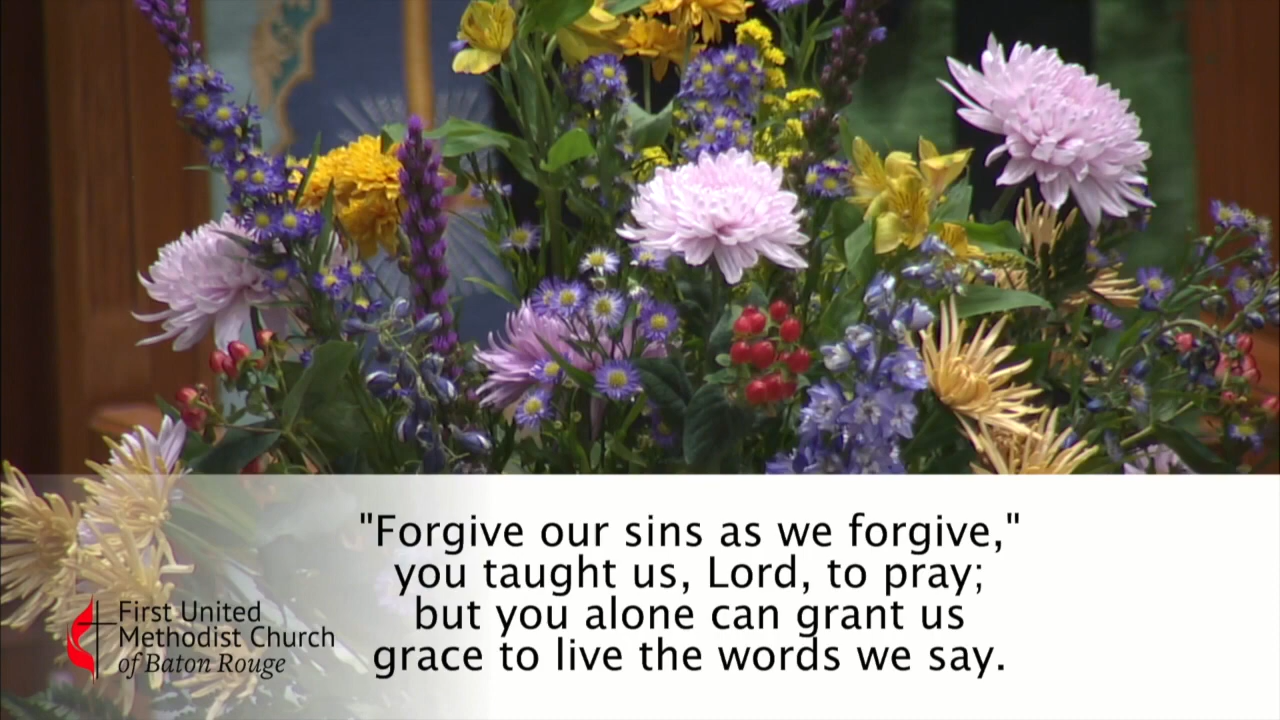 "Forgive our sins as we forgive,"
you taught us, Lord, to pray;
but you alone can grant us
grace to live the words we say.
First United
Methodist Church
of Baton Rouge